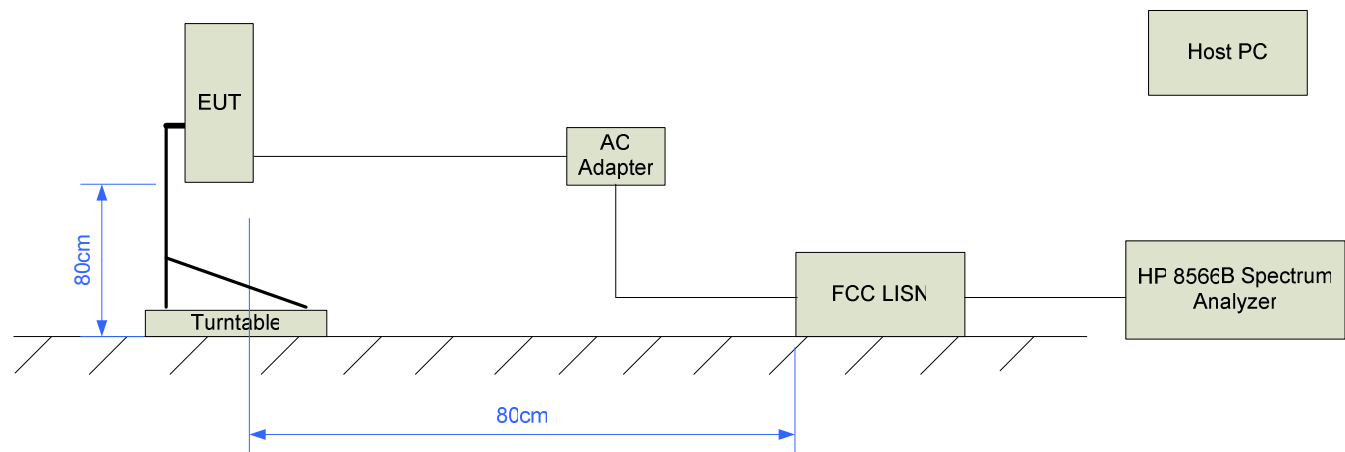 Host PC
EUT
AC
Adapter
80cm
HP 8566B Spectrum
Analyzer
FCC LISN
Turntable
80cm